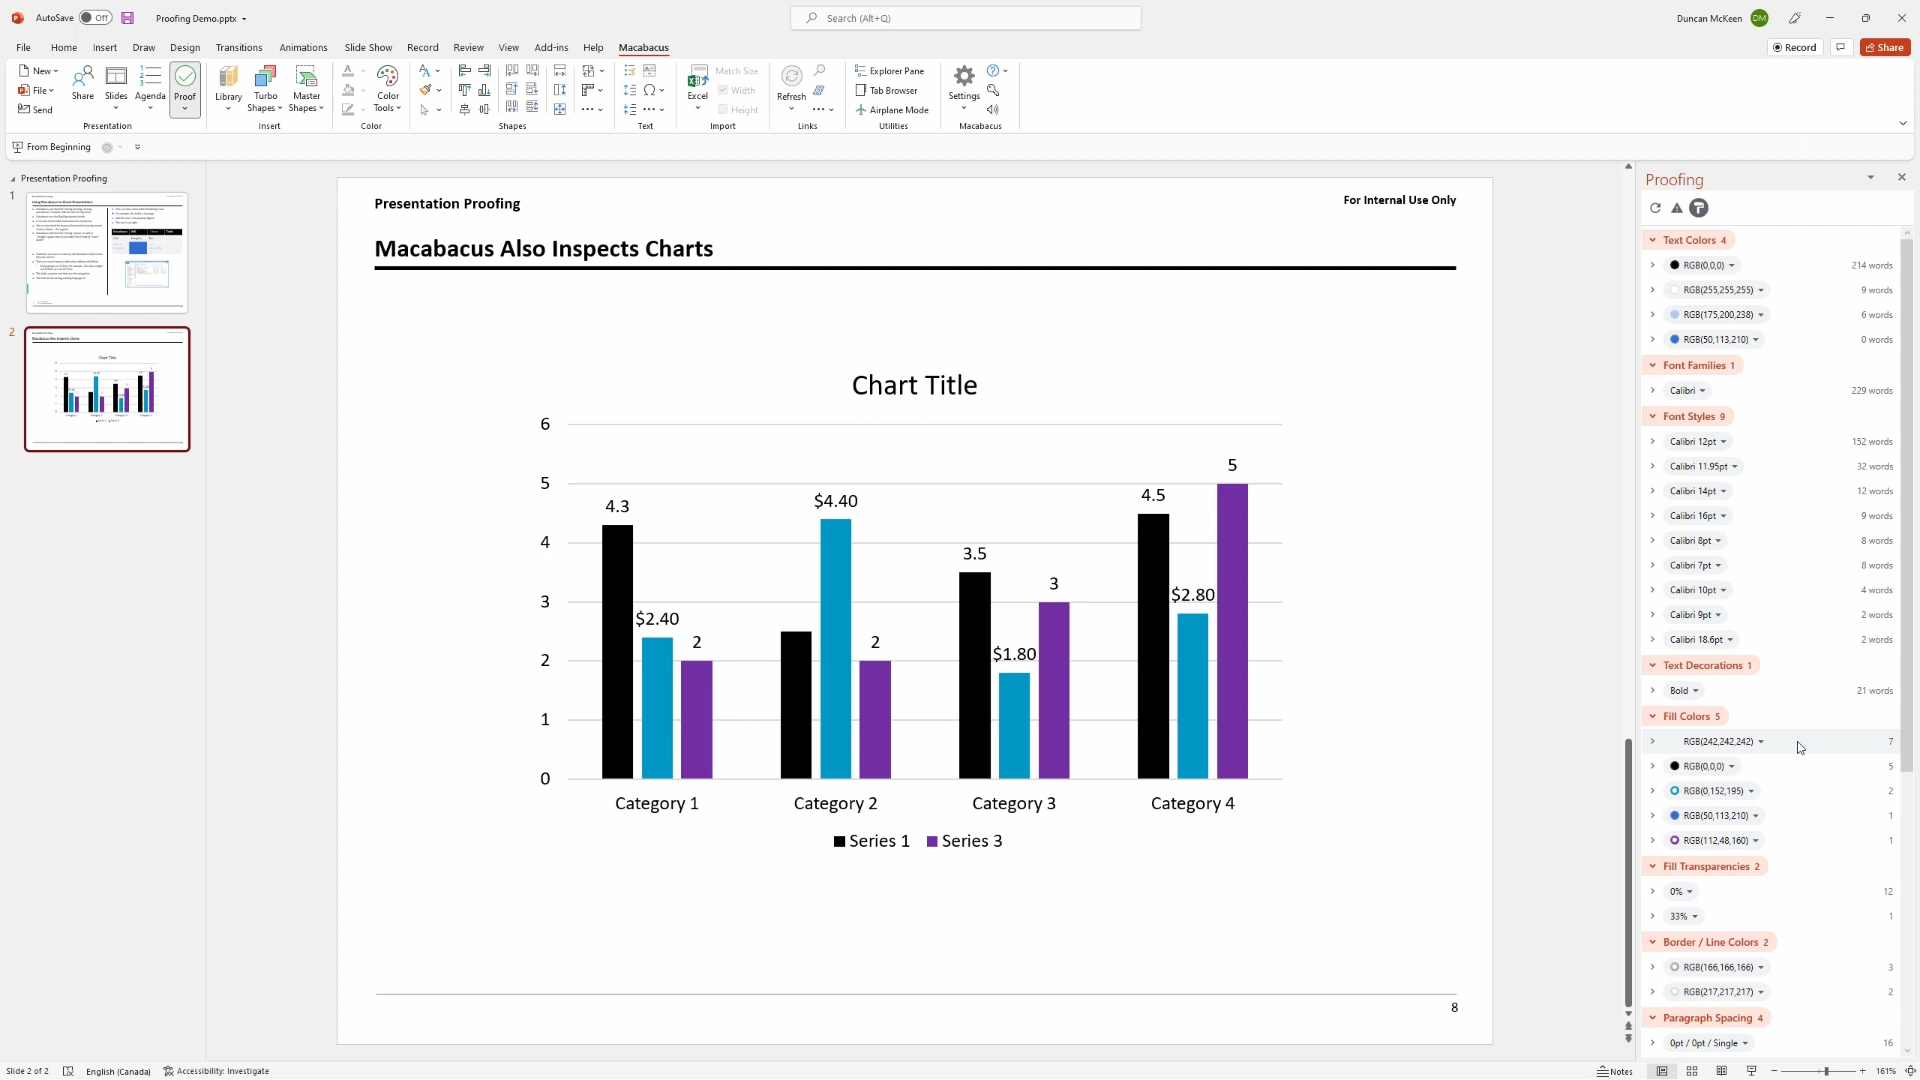 AutoSave Off Proofing Demo.pptx Search (Alt+Q) Duncan McKeen DM
File Home Insert Draw Design Transitions Animations Slide Show Record Review View Add-ins Help Macabacus Record Share
New
File
Send
Share
Slides
Agenda
Proof
Presentation
Library
Turbo
Shapes
Master
Shapes
Insert
Color
Tools
Color
Shapes
Text
Excel
Match Size
Width
Height
Import
Refresh
Links
Explorer Pane
Tab Browser
Airplane Mode
Utilities
Settings
Macabacus
From Beginning
Presentation Proofing
1
2
Presentation Proofing For Internal Use Only
Macabacus Also Inspects Charts
Chart Title
6
5
4
3
2
1
0
4.3
$2.40
2
$4.40
2
3.5
$1.80
3
4.5
$2.80
5
Category 1 Category 2 Category 3 Category 4
Series 1 Series 3
8
Proofing
Text Colors 4
RGB(0,0,0) 214 words
RGB(255,255,255) 9 words
RGB(175,200,238) 6 words
RGB(50,113,210) 0 words
Font Families 1
Calibri 229 words
Font Styles 9
Calibri 12pt 152 words
Calibri 11.95pt 32 words
Calibri 14pt 12 words
Calibri 16pt 9 words
Calibri 8pt 8 words
Calibri 7pt 8 words
Calibri 10pt 4 words
Calibri 9pt 2 words
Calibri 18.6pt 2 words
Text Decorations 1
Bold 21 words
Fill Colors 5
RGB(242,242,242) 7
RGB(0,0,0) 5
RGB(0,152,195) 2
RGB(50,113,210) 1
RGB(112,48,160) 1
Fill Transparencies 2
0% 12
33% 1
Border / Line Colors 2
RGB(166,166,166) 3
RGB(217,217,217) 2
Paragraph Spacing 4
0pt / 0pt / Single 16
Slide 2 of 2 English (Canada) Accessibility: Investigate Notes 161%